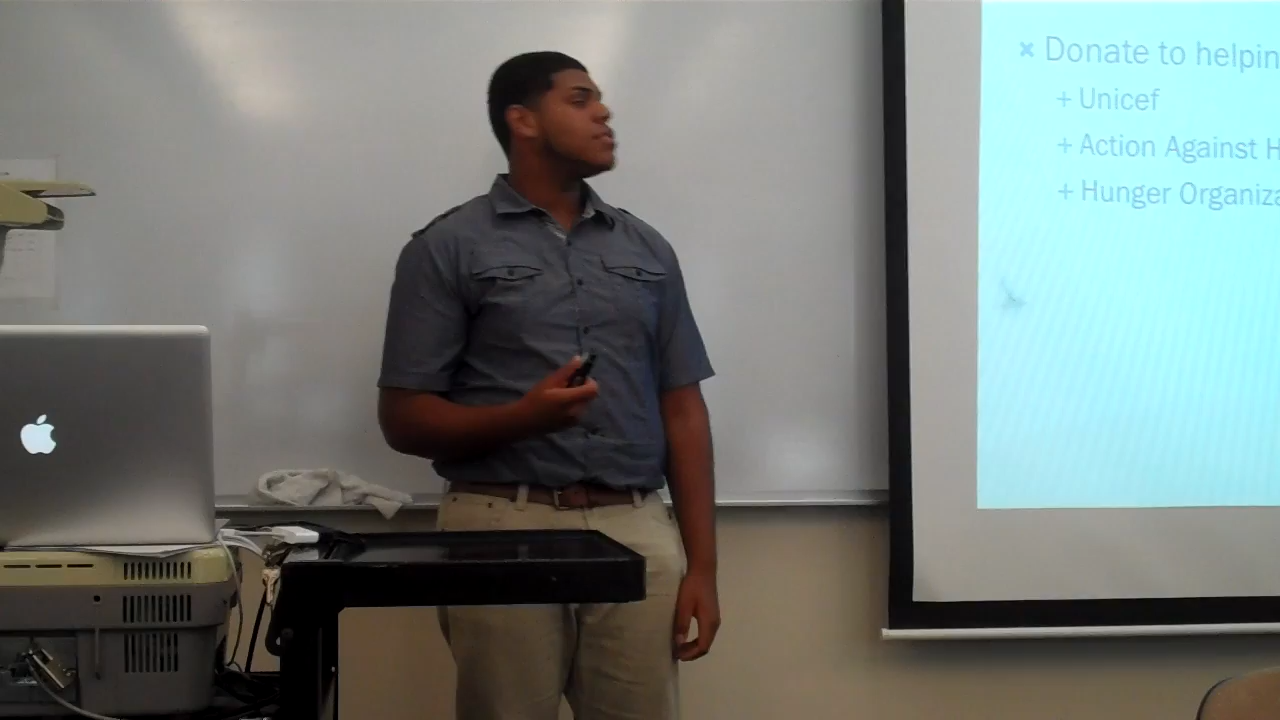 × Donate to helpin
+ Unicef
+ Action Against H
+ Hunger Organiza